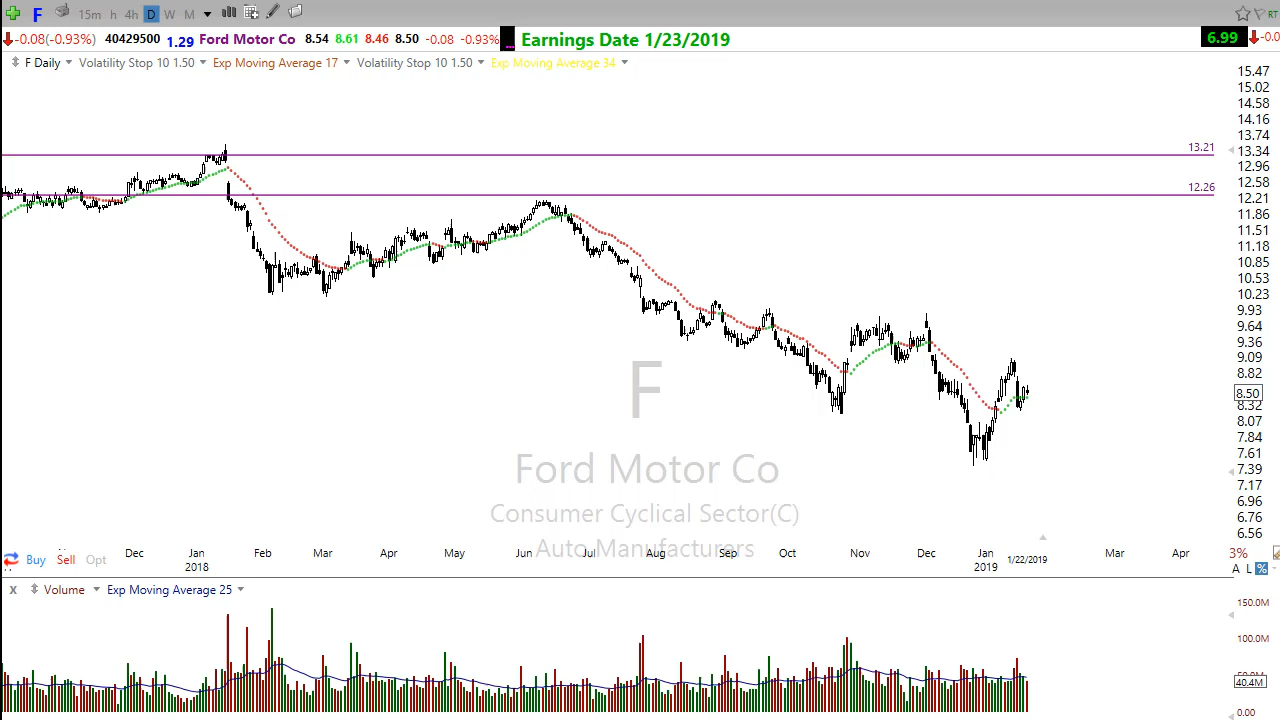 F 15m h 4h D W M RT
-0.08(-0.93%) 40429500 1.29 Ford Motor Co 8.54 8.61 8.46 8.50 -0.08 -0.93% Earnings Date 1/23/2019 6.99 -0.0
F Daily Volatility Stop 10 1.50 Exp Moving Average 17 Volatility Stop 10 1.50 Exp Moving Average 34
15.47
15.02
14.58
14.16
13.74
13.21
13.34
12.96
12.58
12.26
12.21
11.86
11.51
11.18
10.85
10.53
10.23
9.93
9.64
9.36
9.09
8.82
8.50
8.32
8.07
7.84
7.61
7.39
7.17
6.96
6.76
6.56
F
Ford Motor Co
Consumer Cyclical Sector(C)
Auto Manufacturers
Dec Jan Feb Mar Apr May Jun Jul Aug Sep Oct Nov Dec Jan Mar Apr 3%
Buy Sell Opt
2018 2019 1/22/2019 A L %
X Volume Exp Moving Average 25
150.0M
100.0M
40.4M
0.00